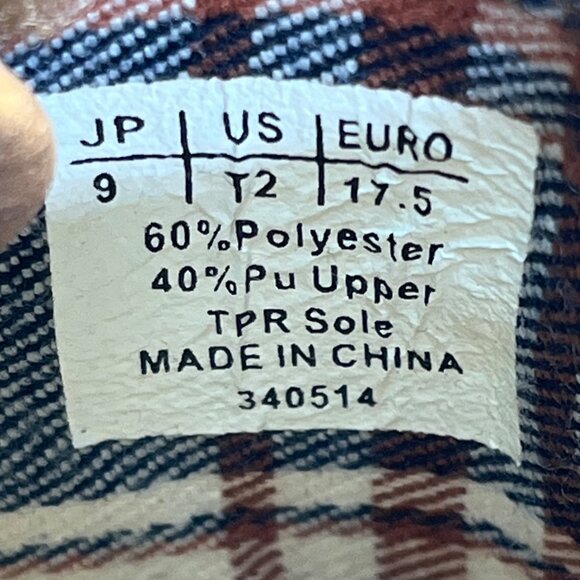 JP | US | EURO
9 | T2 | 17.5
60%Polyester
40%Pu Upper
TPR Sole
MADE IN CHINA
340514